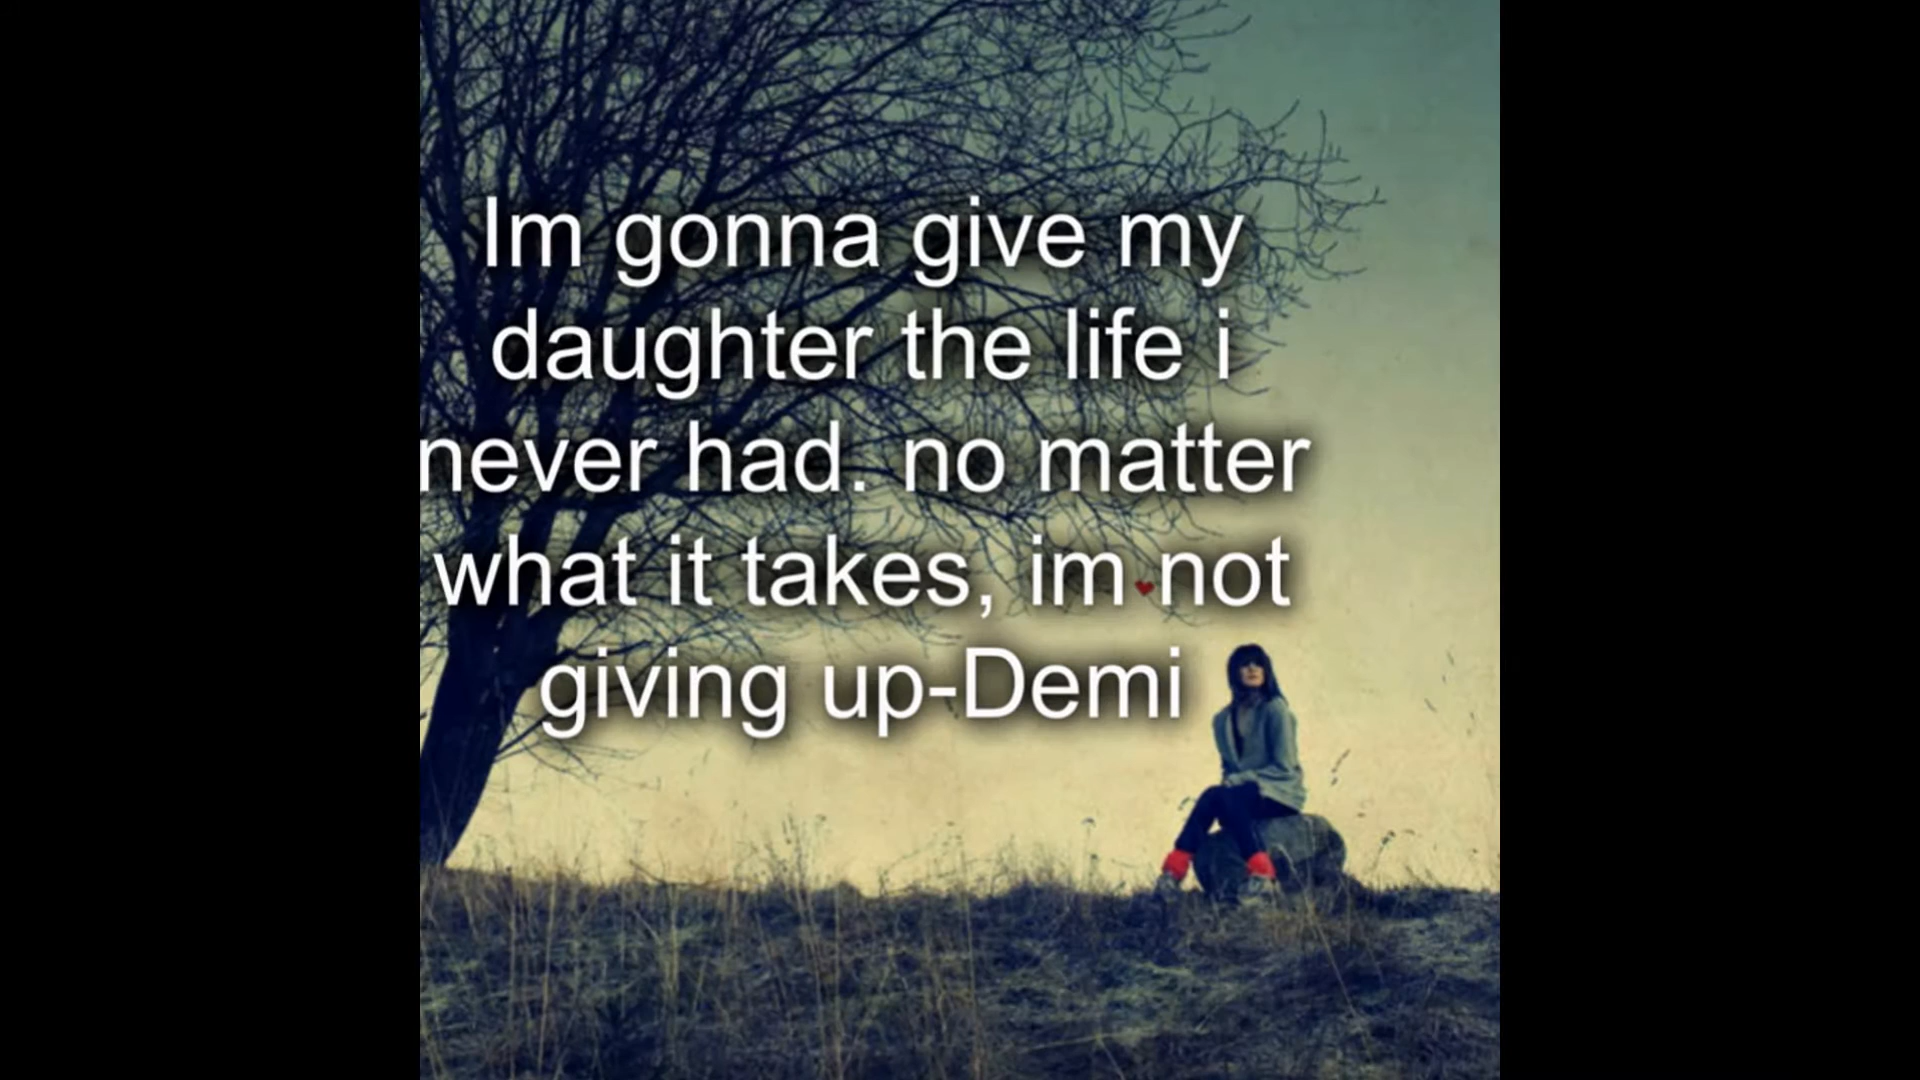 Im gonna give my
daughter the life i
never had. no matter
what it takes, im not
giving up-Demi